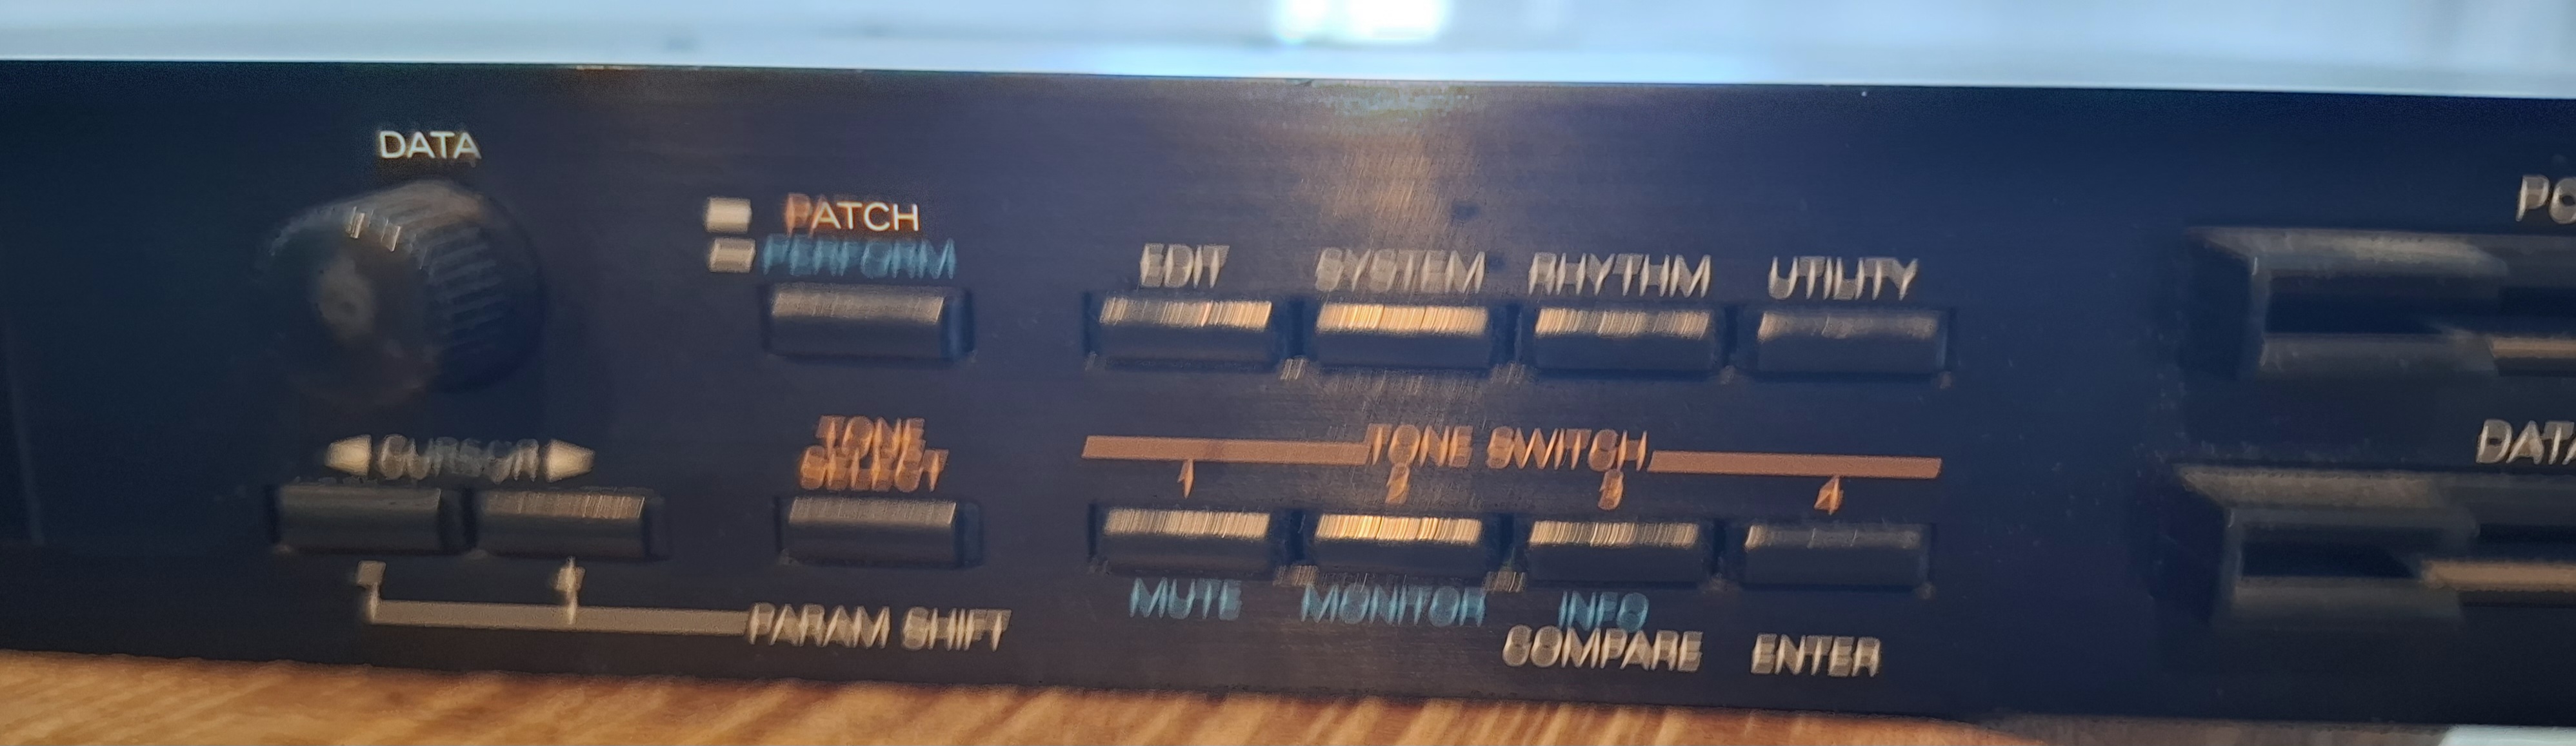 DATA
PATCH
PERFORM
EDIT SYSTEM RHYTHM UTILITY
CURSOR
TONE
SELECT
TONE SWITCH
1 2 3 4
PARAM SHIFT
MUTE MONITOR INFO
COMPARE ENTER
DATA